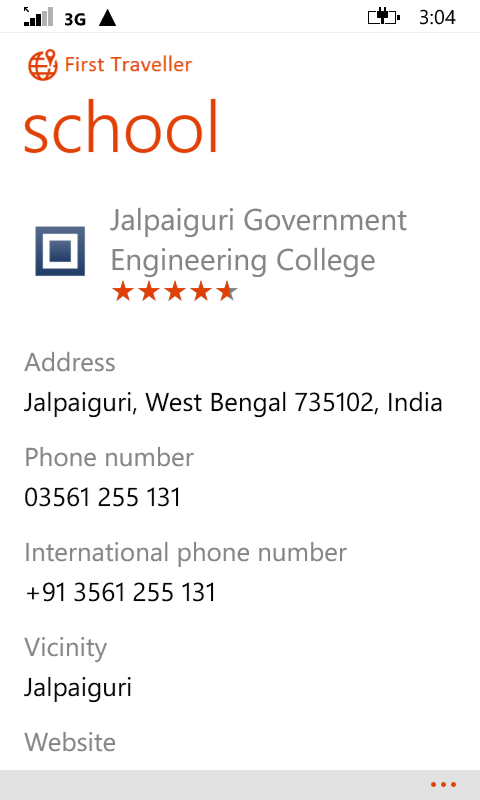 3G 3:04
First Traveller
school
Jalpaiguri Government
Engineering College
Address
Jalpaiguri, West Bengal 735102, India
Phone number
03561 255 131
International phone number
+91 3561 255 131
Vicinity
Jalpaiguri
Website